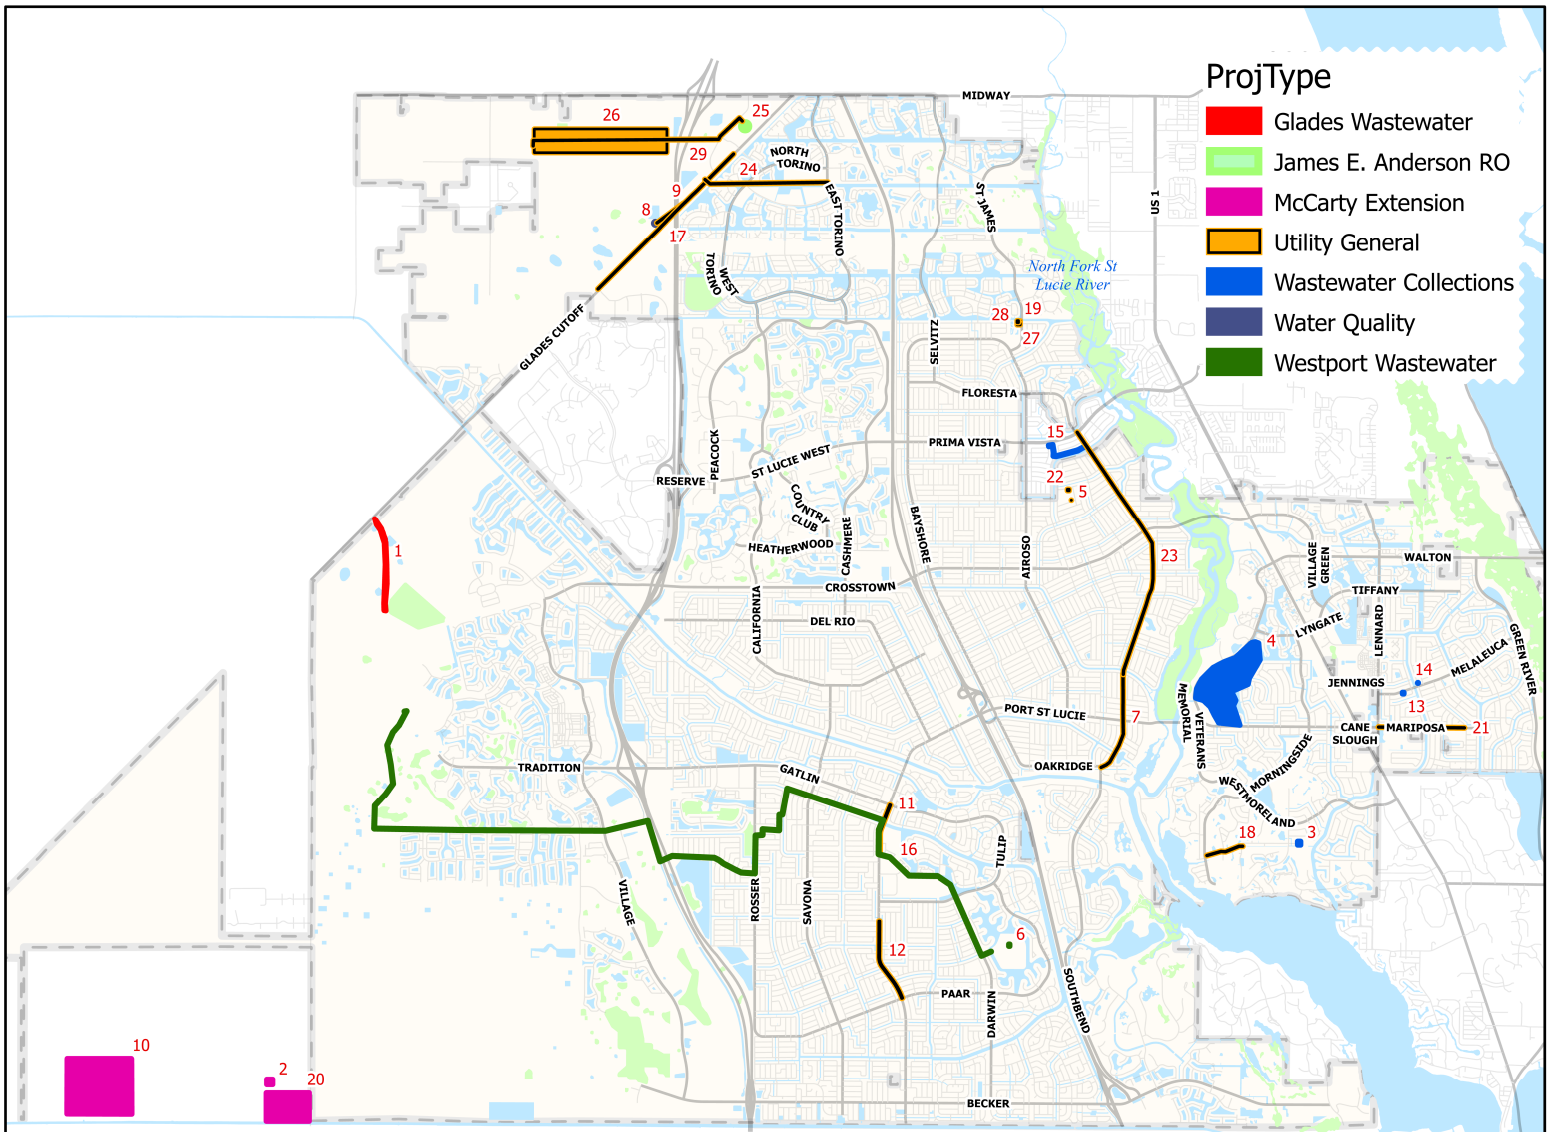 ProjType
Glades Wastewater
James E. Anderson RO
McCarty Extension
Utility General
Wastewater Collections
Water Quality
Westport Wastewater
MIDWAY
26
25
29
NORTH
TORINO
24
9
8
17
EAST TORINO
ST JAMES
US 1
WEST
TORINO
North Fork St
Lucie River
GLADES CUTOFF
SELVITZ
28
19
27
FLORESTA
15
PRIMA VISTA
PEACOCK
ST LUCIE WEST
RESERVE
22
5
COUNTRY
CLUB
HEATHERWOOD
CASHMERE
BAYSHORE
AIROSO
1
23
VILLAGE
GREEN
WALTON
CROSSTOWN
TIFFANY
CALIFORNIA
DEL RIO
LYNGATE
LENNARD
4
MELALEUCA
GREEN RIVER
JENNINGS
14
13
MEMORIAL
VETERANS
PORT ST LUCIE
7
CANE
SLOUGH
MARIPOSA
21
TRADITION
GATLIN
OAKRIDGE
MORNINGSIDE
WESTMORELAND
11
16
TULIP
18
3
VILLAGE
ROSSER
SAVONA
12
6
PAAR
DARWIN
SOUTHBEND
10
2
20
BECKER